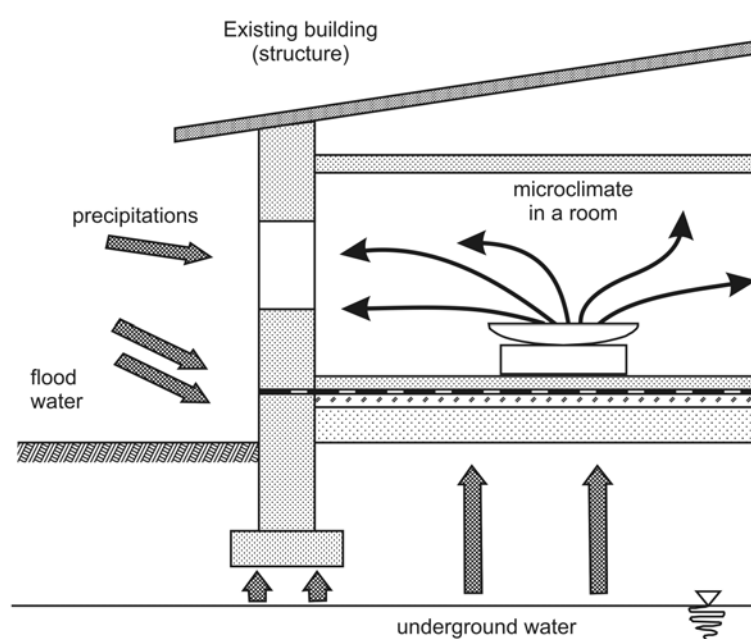 Existing building
(structure)
precipitations
microclimate
in a room
flood
water
underground water